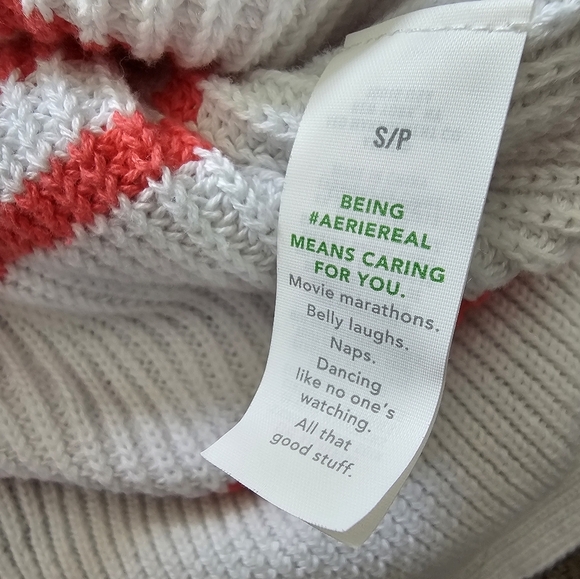 S/P
BEING
#AERIEREAL
MEANS CARING
FOR YOU.
Movie marathons.
Belly laughs.
Naps.
Dancing
like no one's
watching.
All that
good stuff.